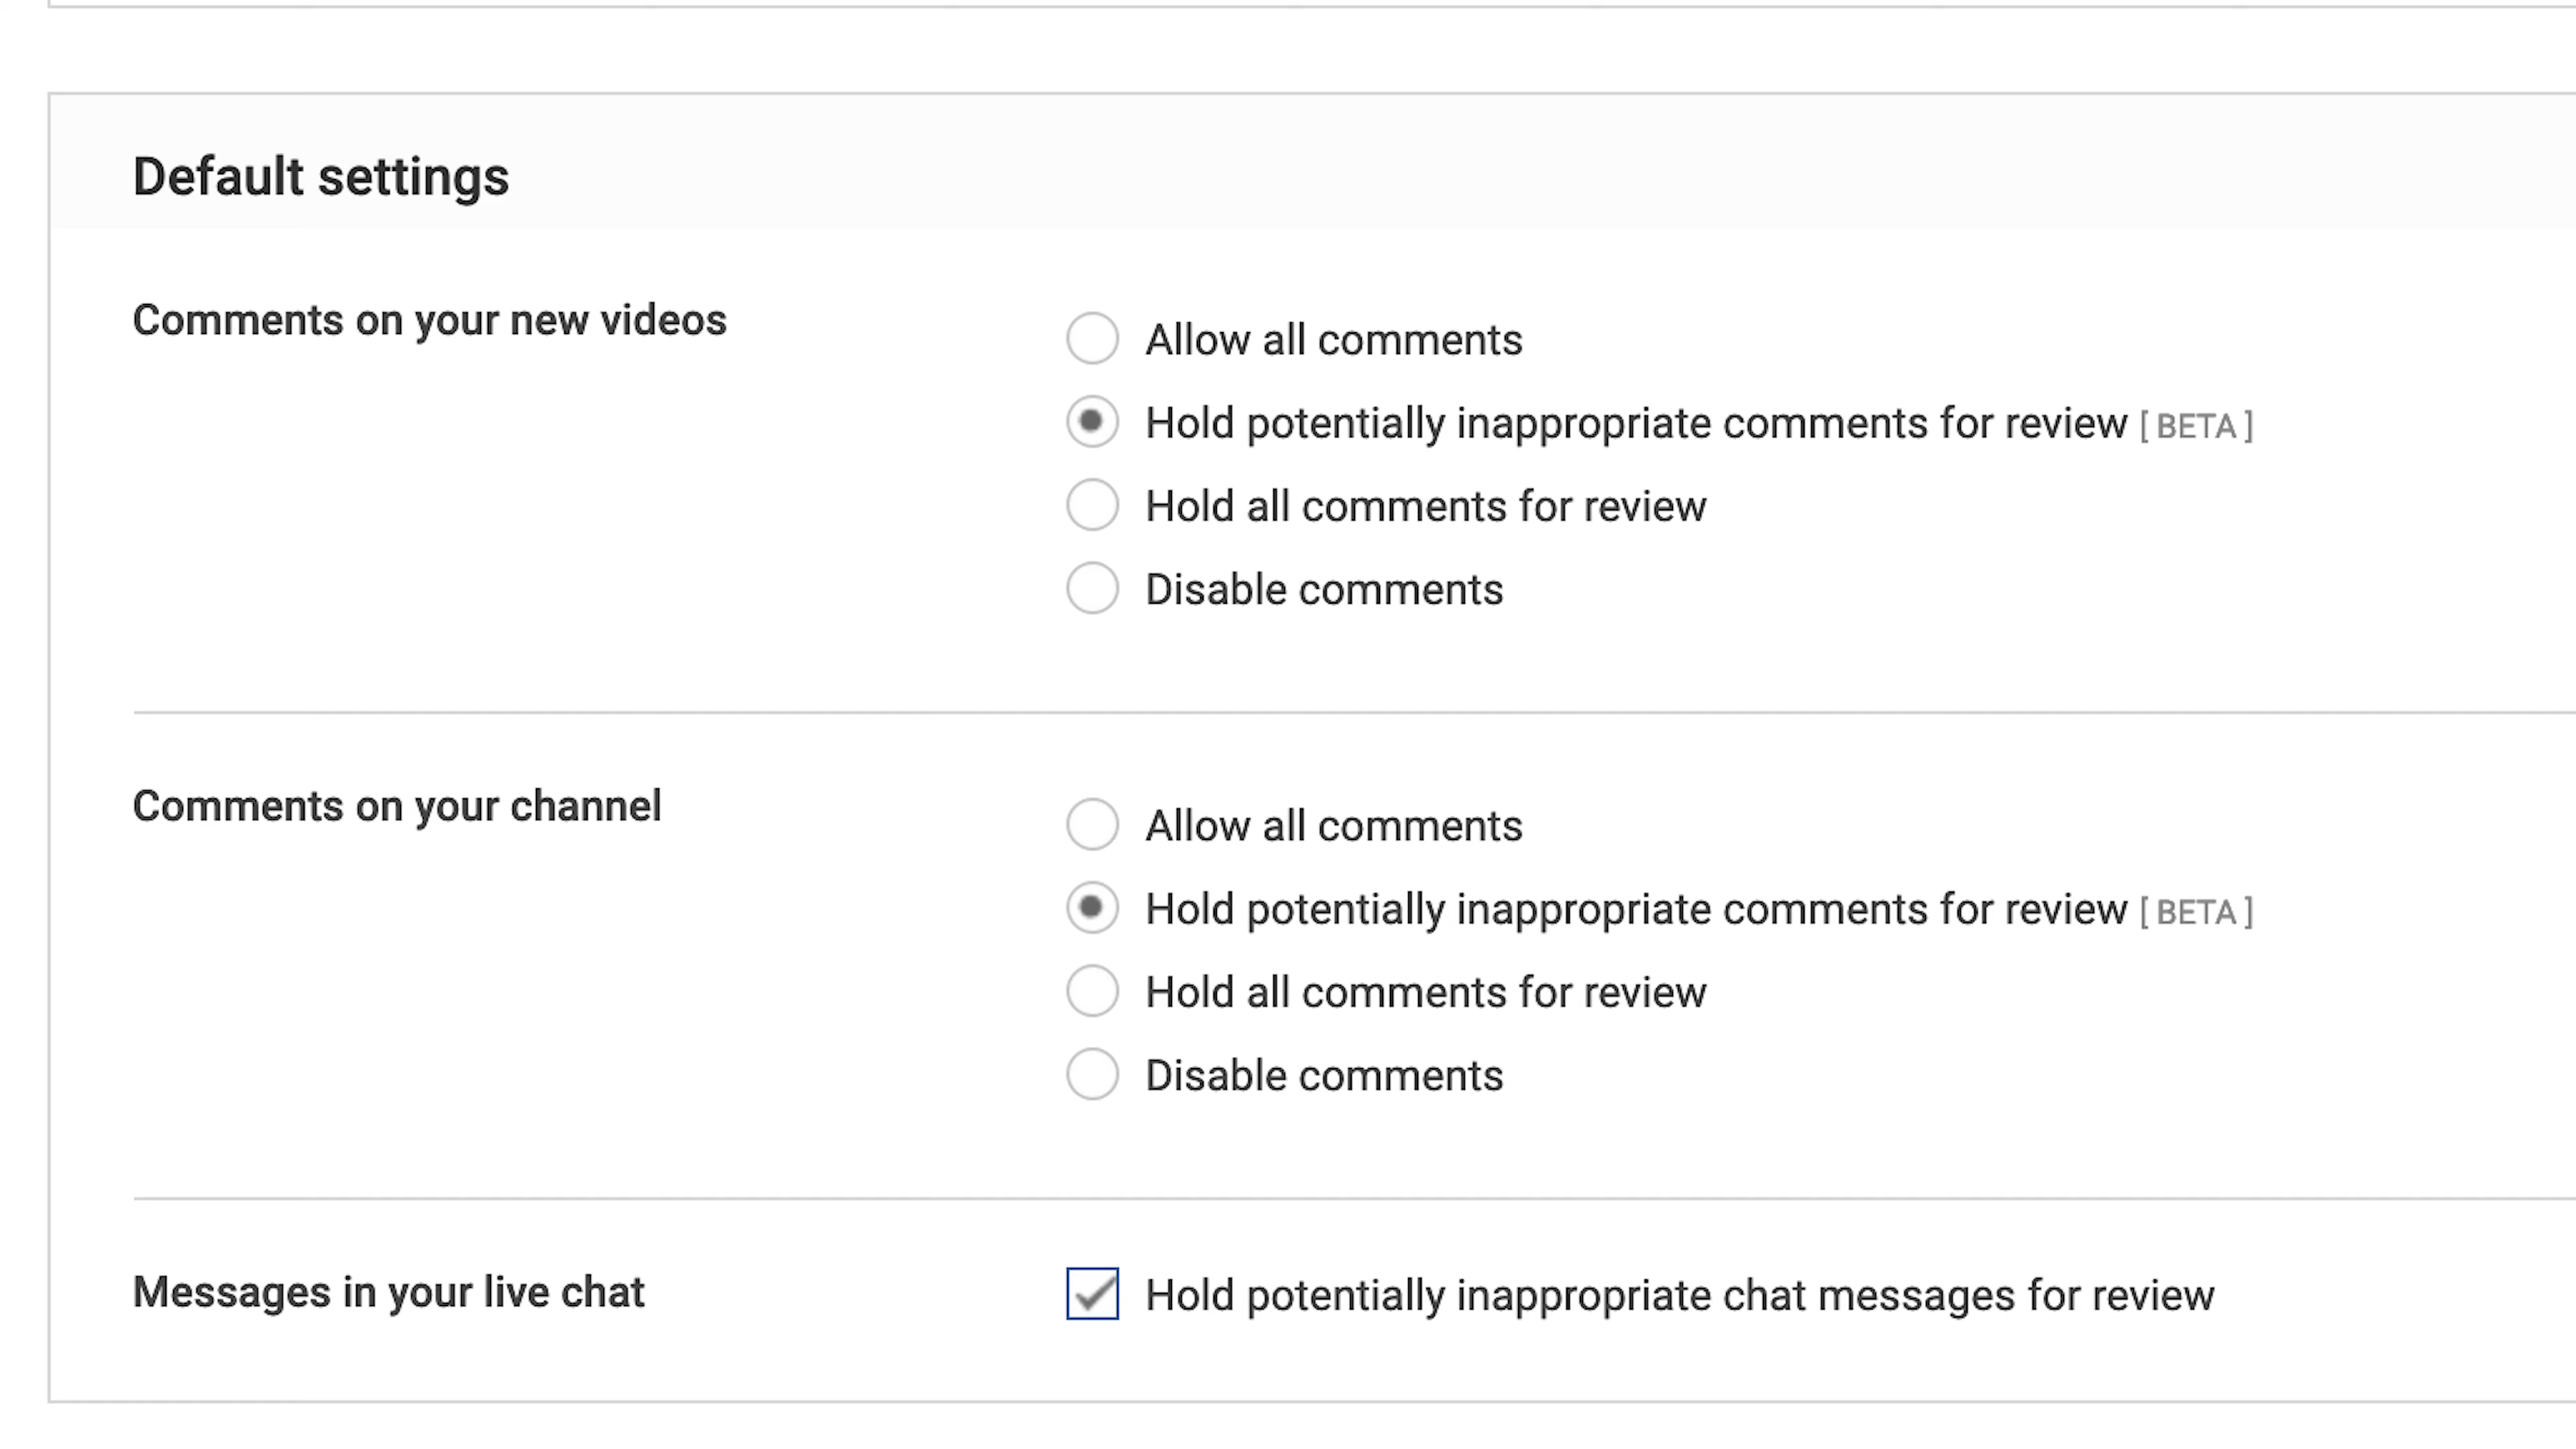 Default settings
Comments on your new videos
Allow all comments
Hold potentially inappropriate comments for review [ BETA ]
Hold all comments for review
Disable comments
Comments on your channel
Allow all comments
Hold potentially inappropriate comments for review [ BETA ]
Hold all comments for review
Disable comments
Messages in your live chat
Hold potentially inappropriate chat messages for review